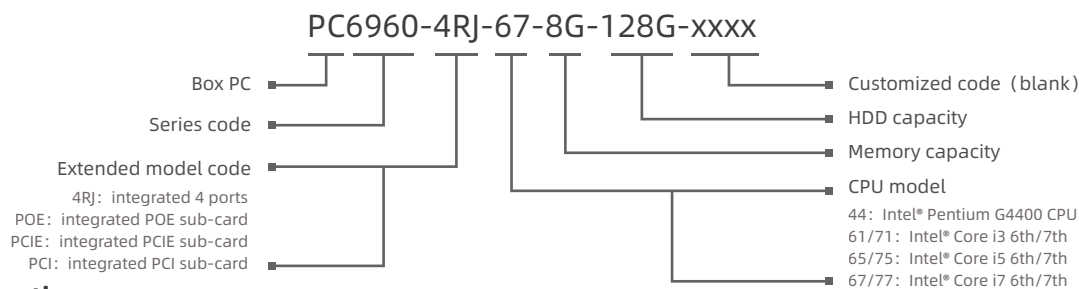 PC6960-4RJ-67-8G-128G-xxxx
Box PC
Series code
Extended model code
4RJ: integrated 4 ports
POE: integrated POE sub-card
PCIE: integrated PCIE sub-card
PCI: integrated PCI sub-card
Customized code (blank)
HDD capacity
Memory capacity
CPU model
44: Intel® Pentium G4400 CPU
61/71: Intel® Core i3 6th/7th
65/75: Intel® Core i5 6th/7th
67/77: Intel® Core i7 6th/7th